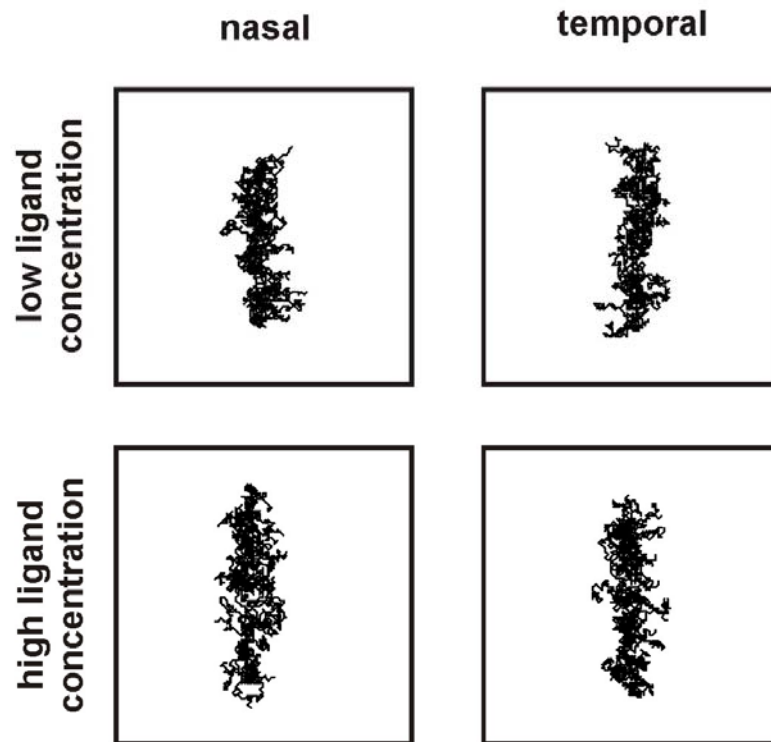 nasal
temporal
low ligand
concentration
high ligand
concentration